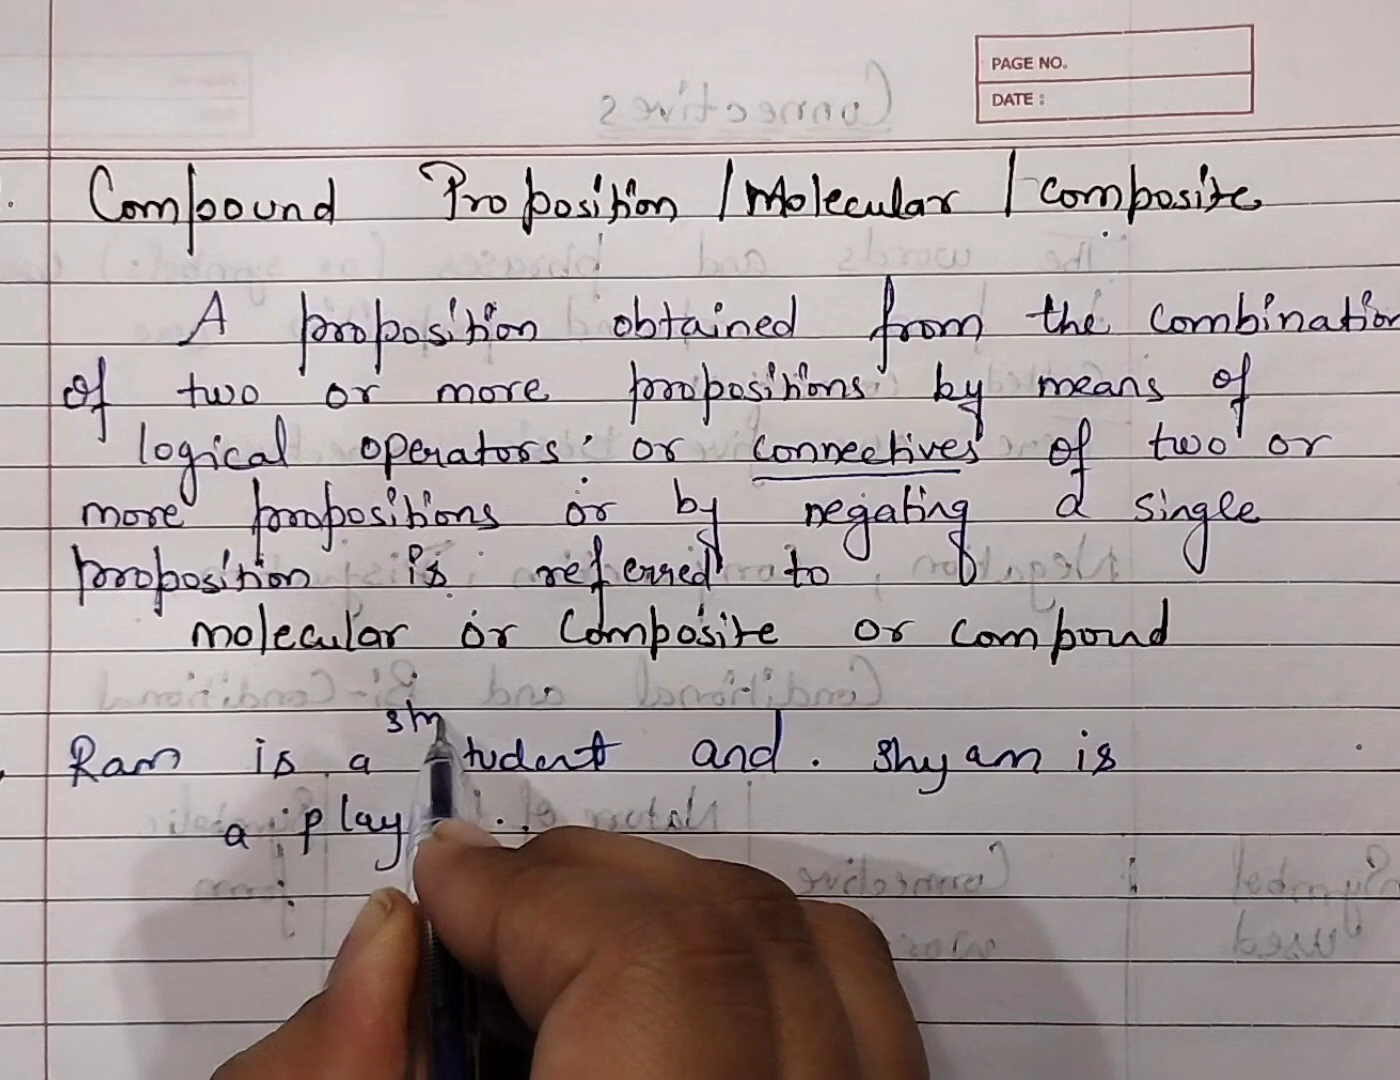 PAGE NO.
DATE :
Compound Proposition / Molecular / Composite
A proposition obtained from the combination
of two or more propositions by means of
logical operators or connectives of two or
more propositions or by negating a single
proposition is referred to
molecular or Composite or compound
Ram is a student and. Shyam is
a play